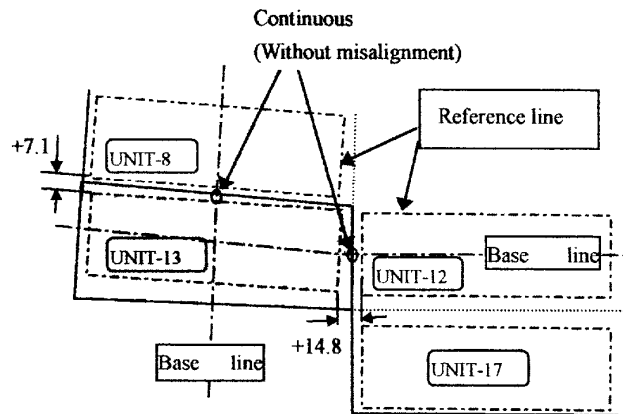 Continuous
(Without misalignment)
Reference line
+7.1
UNIT-8
UNIT-13
UNIT-12
Base line
+14.8
Base line
UNIT-17